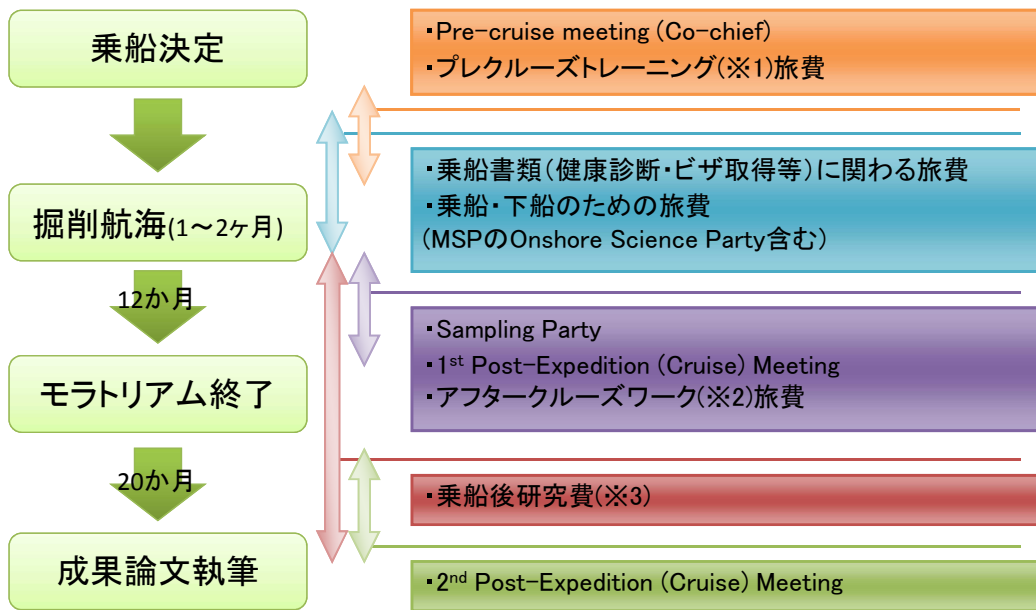 乗船決定
掘削航海(1～2ヶ月)
12か月
モラトリアム終了
20か月
成果論文執筆
・Pre-cruise meeting (Co-chief)
・プレクルーズトレーニング(※1)旅費
・乗船書類（健康診断・ビザ取得等）に関わる旅費
・乗船・下船のための旅費
(MSPのOnshore Science Party含む)
・Sampling Party
・1st Post-Expedition (Cruise) Meeting
・アフタークルーズワーク(※2)旅費
・乗船後研究費(※3)
・2nd Post-Expedition (Cruise) Meeting